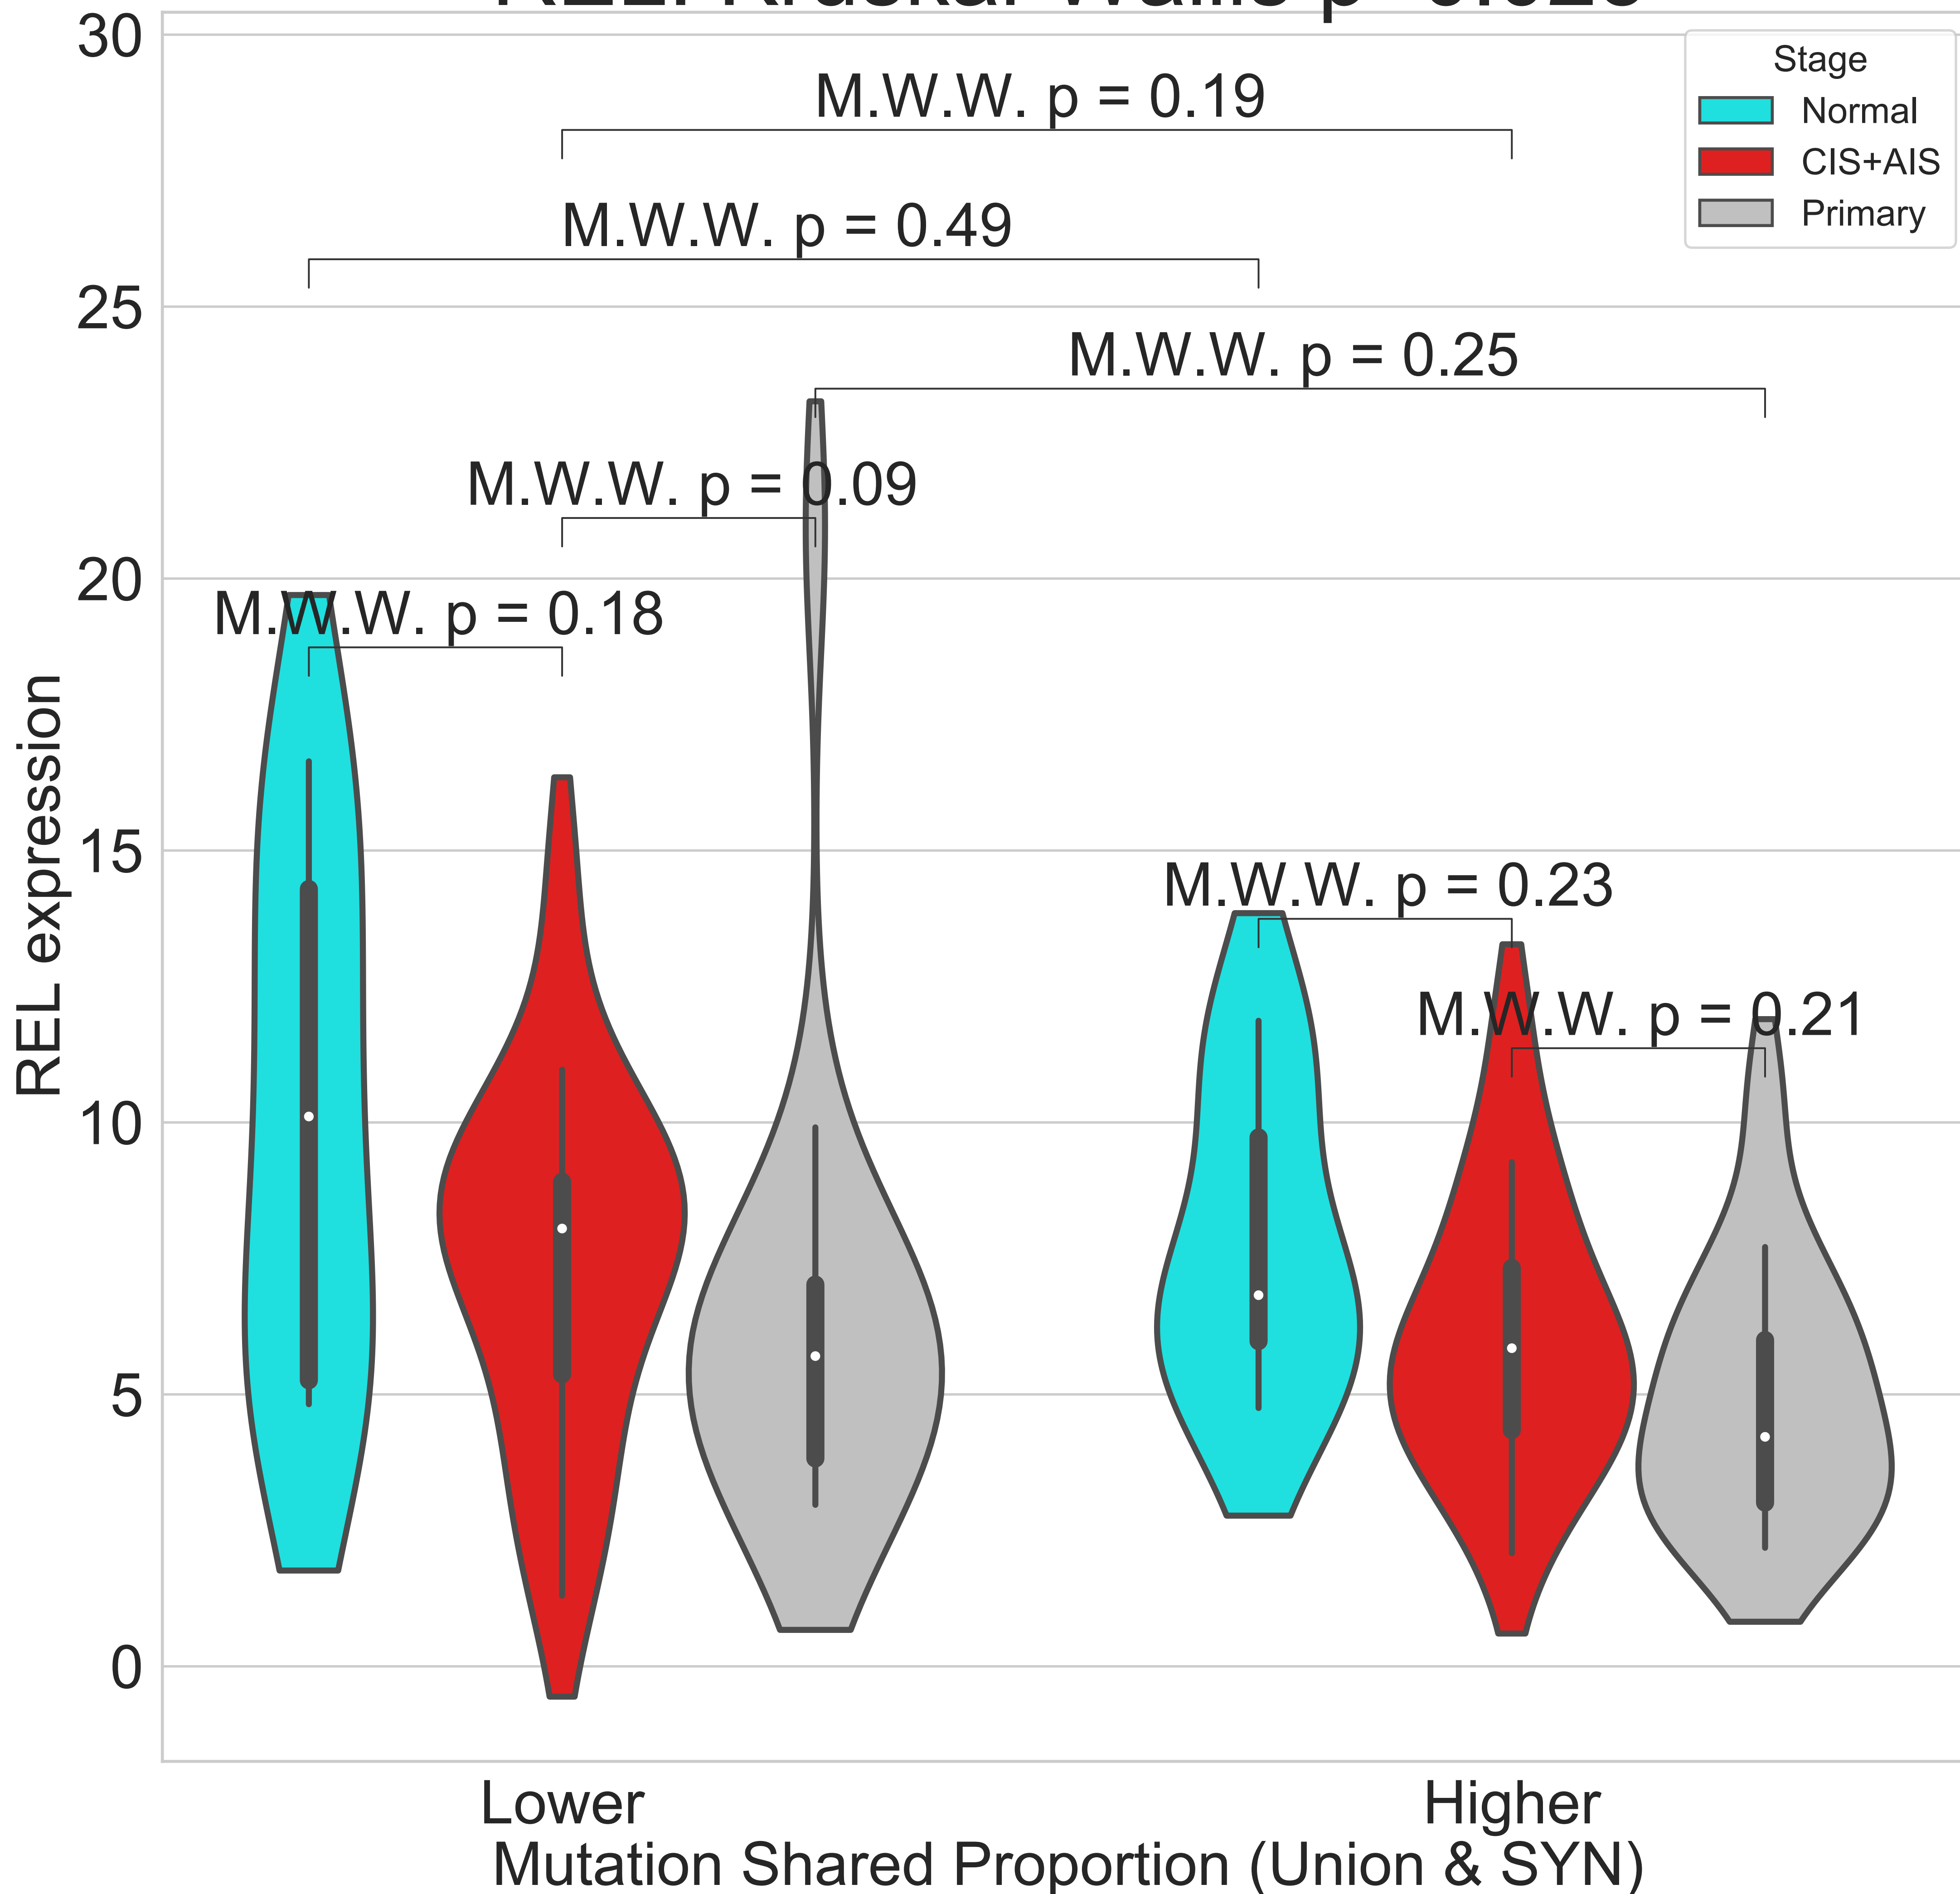 30
Stage
Normal
CIS+AIS
Primary
M.W.W. p = 0.19
M.W.W. p = 0.49
25
M.W.W. p = 0.25
M.W.W. p = 0.09
20
M.W.W. p = 0.18
REL expression
15
M.W.W. p = 0.23
M.W.W. p = 0.21
10
5
0
Lower
Higher
Mutation Shared Proportion (Union & SYN)